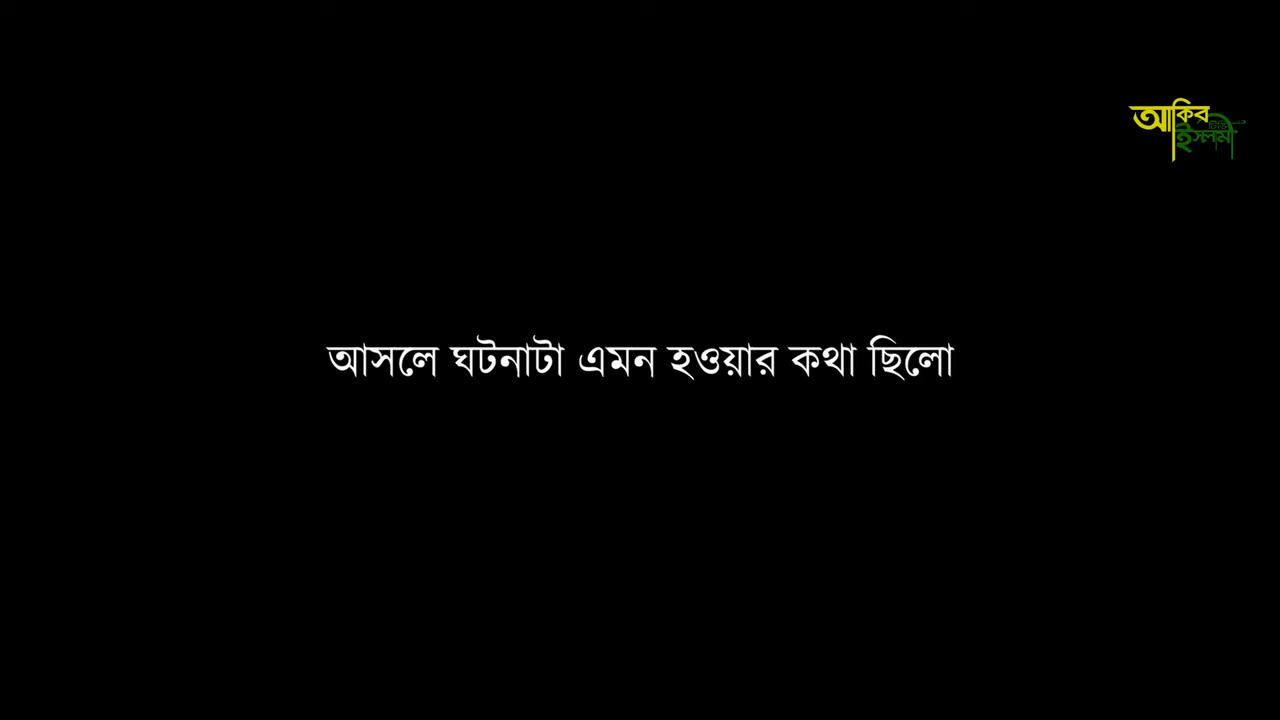 আকিব
টিভি
ইসলামী
আসলে ঘটনাটা এমন হওয়ার কথা ছিলো